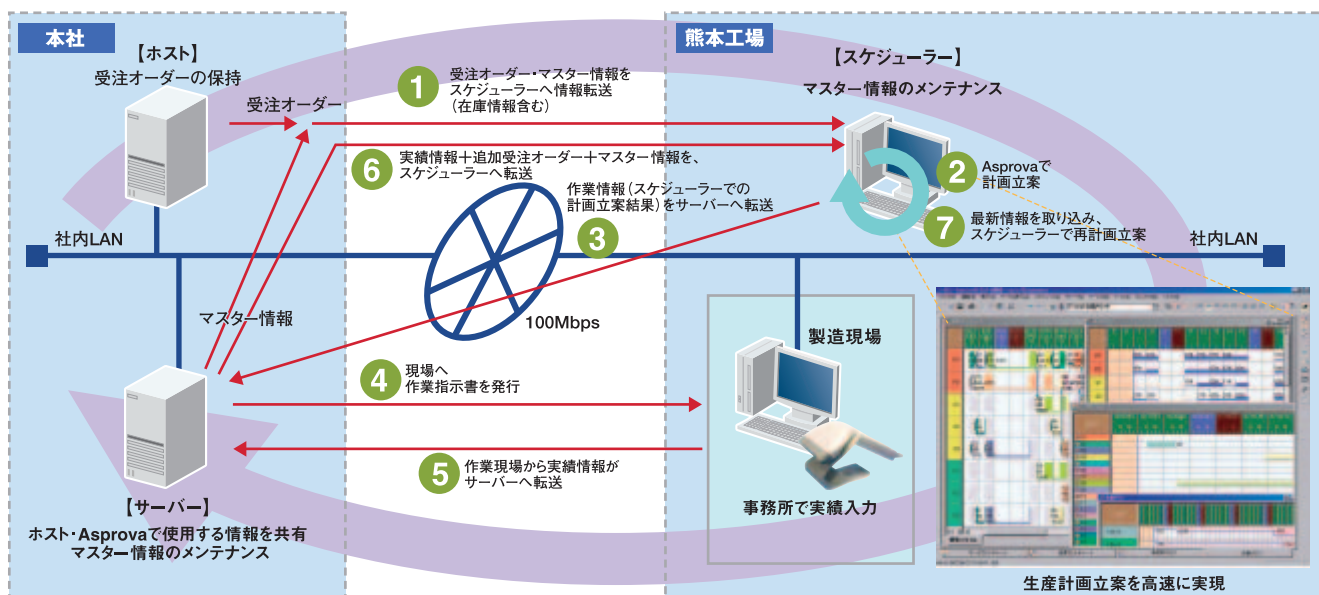 本社
【ホスト】
受注オーダーの保持
受注オーダー
1
受注オーダー・マスター情報を
スケジューラーへ情報転送
(在庫情報含む)
熊本工場
【スケジューラー】
マスター情報のメンテナンス
6
実績情報+追加受注オーダー+マスター情報を、
スケジューラーへ転送
2
Asprovaで
計画立案
作業情報(スケジューラーでの
計画立案結果)をサーバーへ転送
3
7
最新情報を取り込み、
スケジューラーで再計画立案
社内LAN
社内LAN
マスター情報
100Mbps
製造現場
4
現場へ
作業指示書を発行
5
作業現場から実績情報が
サーバーへ転送
事務所で実績入力
【サーバー】
ホスト・Asprovaで使用する情報を共有
マスター情報のメンテナンス
生産計画立案を高速に実現